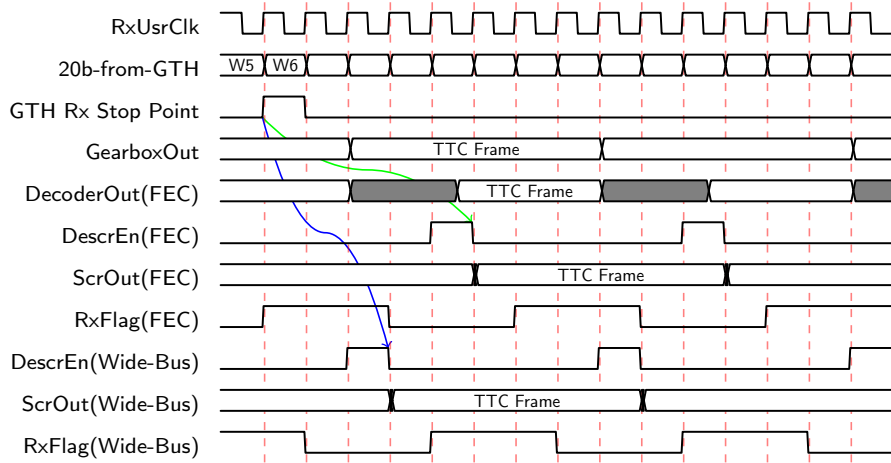 RxUsrClk
20b-from-GTH W5 W6
GTH Rx Stop Point
GearboxOut TTC Frame
DecoderOut(FEC) TTC Frame
DescrEn(FEC)
ScrOut(FEC) TTC Frame
RxFlag(FEC)
DescrEn(Wide-Bus)
ScrOut(Wide-Bus) TTC Frame
RxFlag(Wide-Bus)